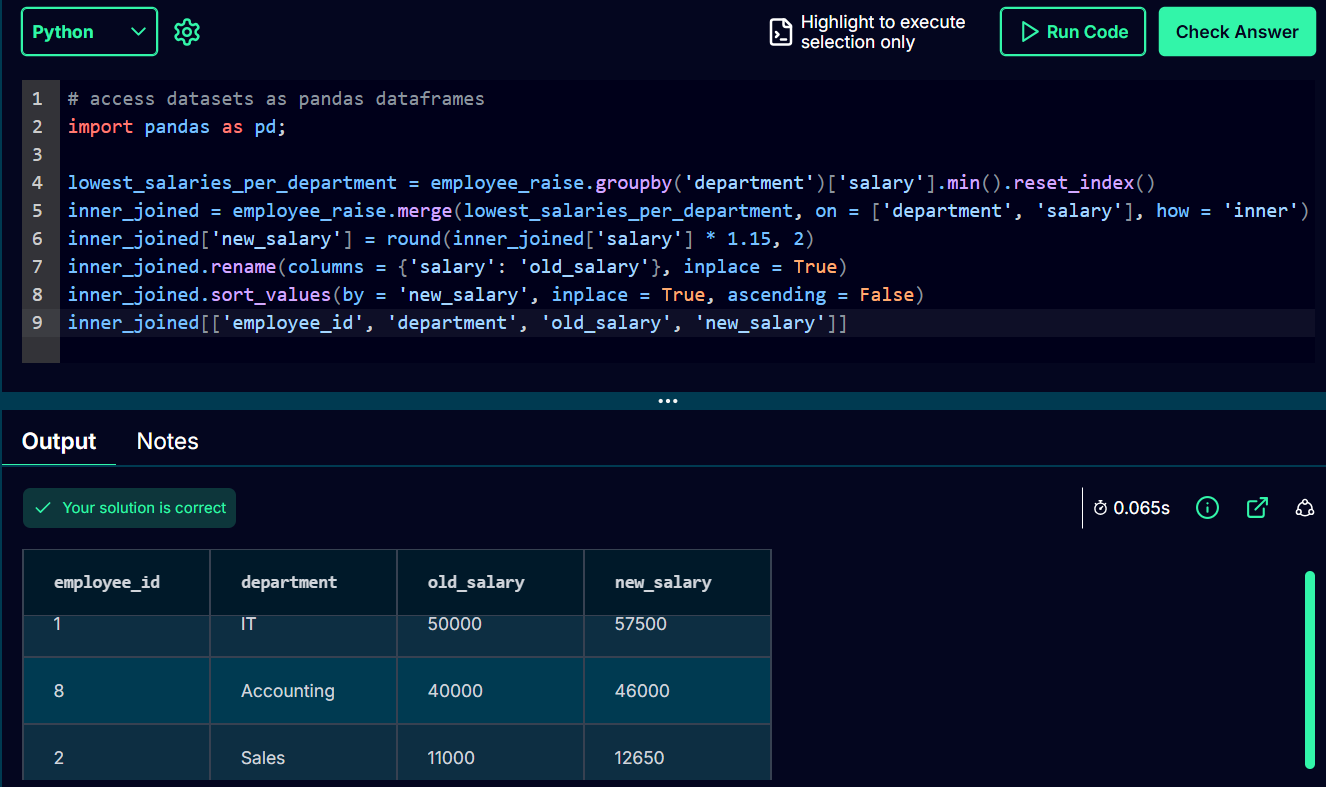 Python
Highlight to execute
selection only
Run Code
Check Answer
1 # access datasets as pandas dataframes
2 import pandas as pd;
3
4 lowest_salaries_per_department = employee_raise.groupby('department')['salary'].min().reset_index()
5 inner_joined = employee_raise.merge(lowest_salaries_per_department, on = ['department', 'salary'], how = 'inner')
6 inner_joined['new_salary'] = round(inner_joined['salary'] * 1.15, 2)
7 inner_joined.rename(columns = {'salary': 'old_salary'}, inplace = True)
8 inner_joined.sort_values(by = 'new_salary', inplace = True, ascending = False)
9 inner_joined[['employee_id', 'department', 'old_salary', 'new_salary']]
Output Notes
Your solution is correct
0.065s
employee_id department old_salary new_salary
1 IT 50000 57500
8 Accounting 40000 46000
2 Sales 11000 12650